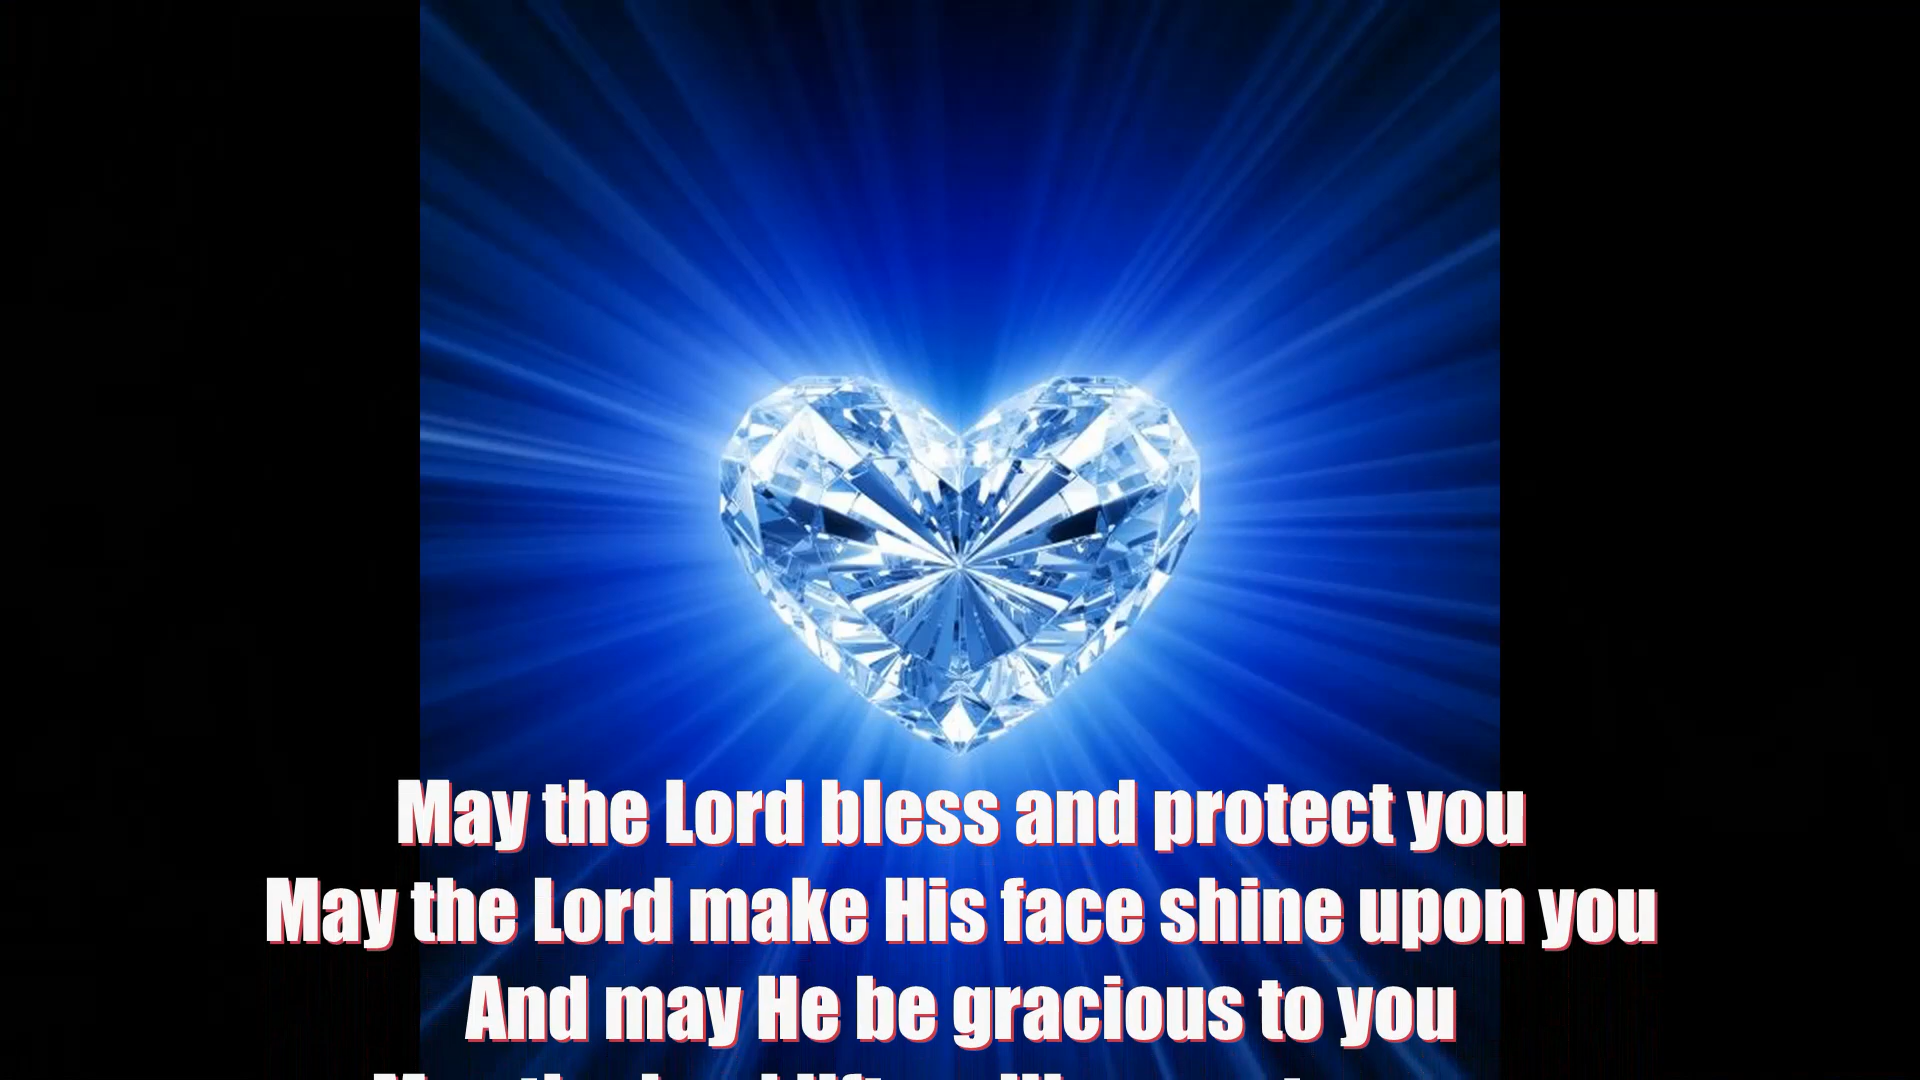 May the Lord bless and protect you
May the Lord make His face shine upon you
And may He be gracious to you